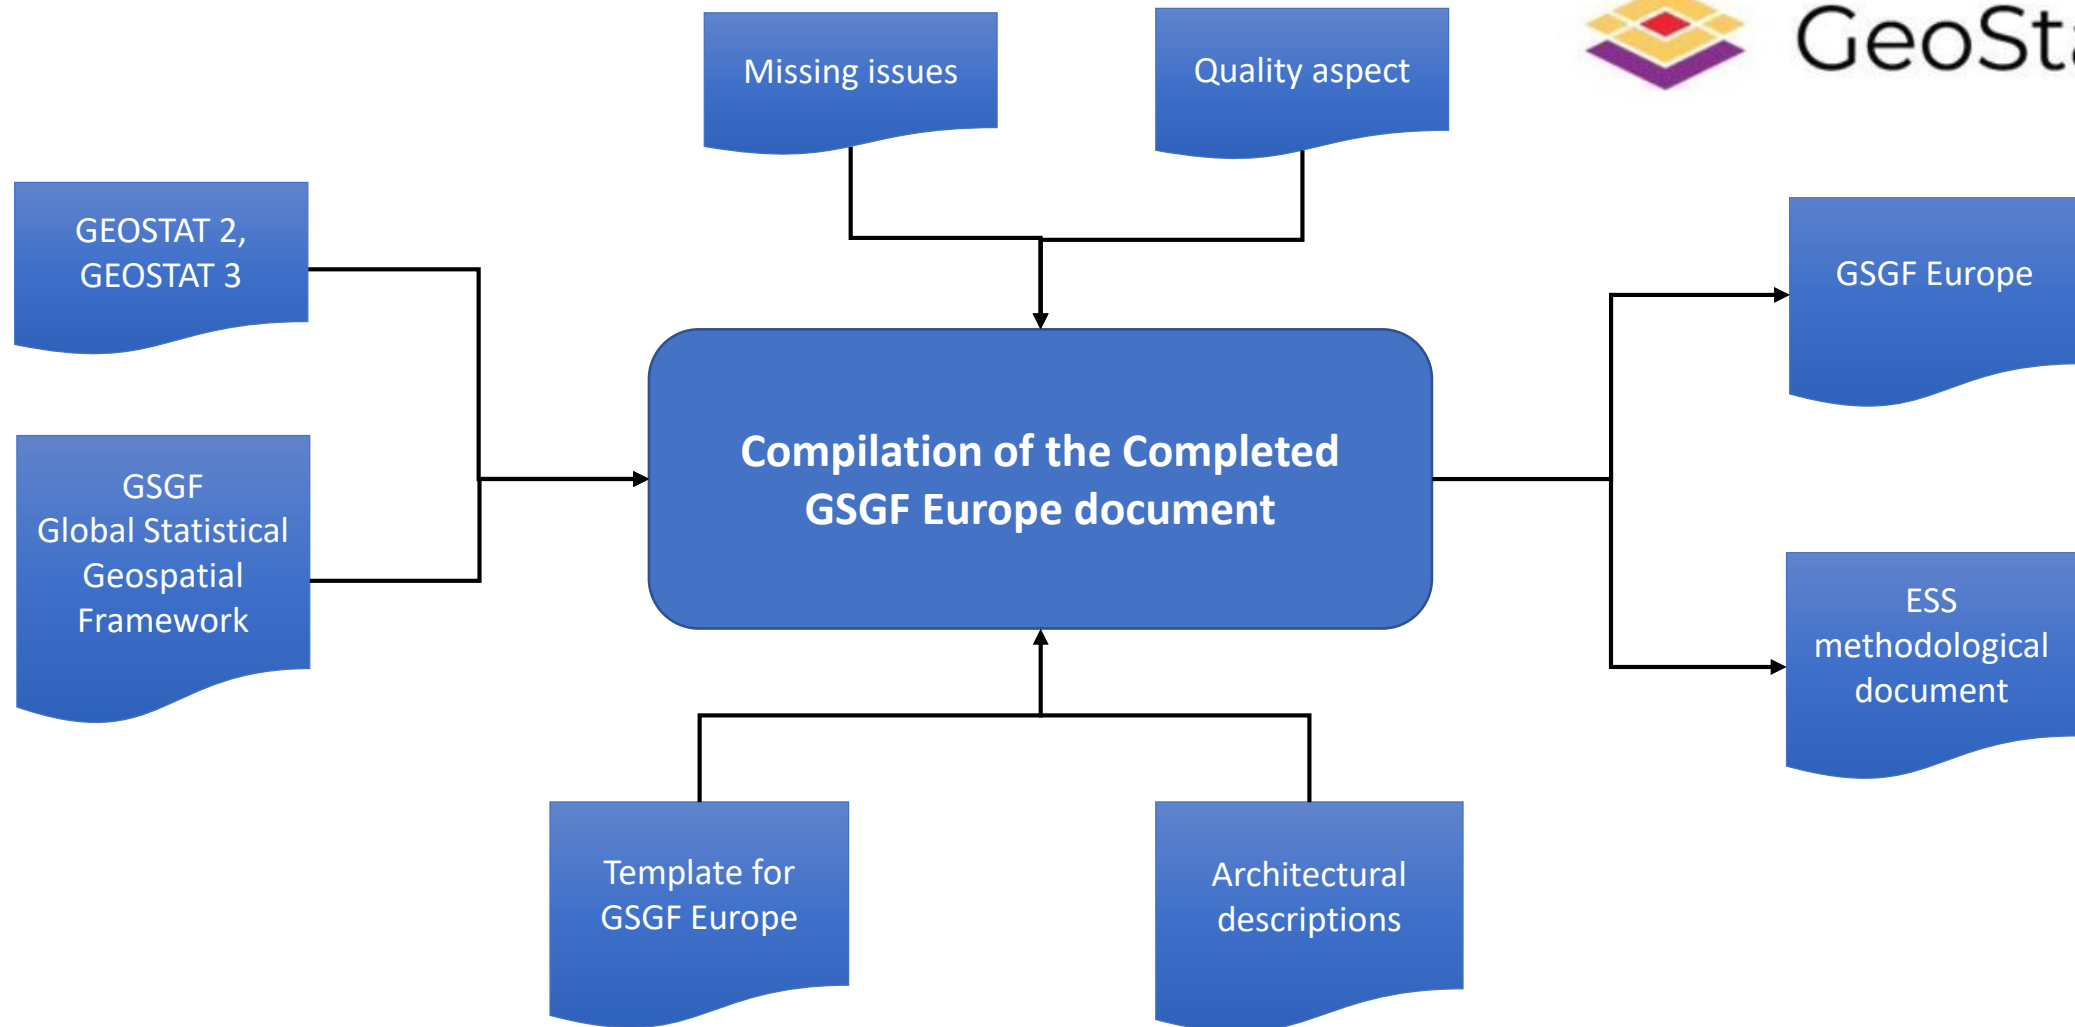 GeoSta
Missing issues
Quality aspect
GEOSTAT 2,
GEOSTAT 3
GSGF Europe
GSGF
Global Statistical
Geospatial
Framework
Compilation of the Completed
GSGF Europe document
ESS
methodological
document
Template for
GSGF Europe
Architectural
descriptions